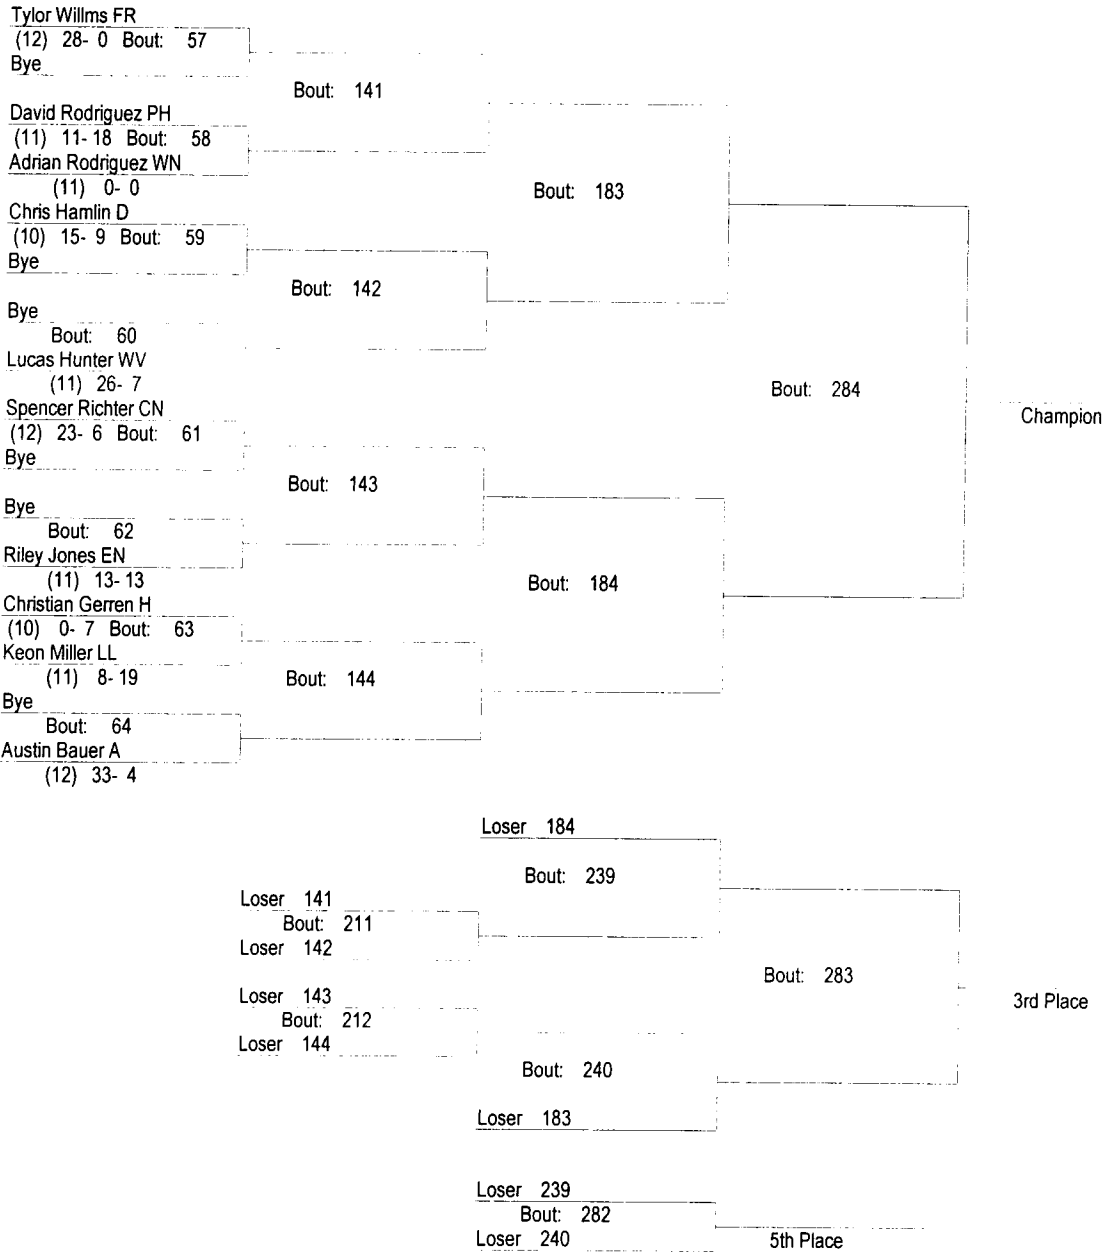 Tylor Willms FR
(12) 28- 0 Bout: 57
Bye
Bout: 141
David Rodriguez PH
(11) 11- 18 Bout: 58
Adrian Rodriguez WN
(11) 0- 0
Bout: 183
Chris Hamlin D
(10) 15- 9 Bout: 59
Bye
Bout: 142
Bye
Bout: 60
Lucas Hunter WV
(11) 26- 7
Bout: 284
Champion
Spencer Richter CN
(12) 23- 6 Bout: 61
Bye
Bout: 143
Bye
Bout: 62
Riley Jones EN
(11) 13- 13
Bout: 184
Christian Gerren H
(10) 0- 7 Bout: 63
Keon Miller LL
(11) 8- 19
Bout: 144
Bye
Bout: 64
Austin Bauer A
(12) 33- 4
Loser 184
Bout: 239
Loser 141
Bout: 211
Loser 142
Bout: 283
3rd Place
Loser 143
Bout: 212
Loser 144
Bout: 240
Loser 183
Loser 239
Bout: 282
Loser 240
5th Place